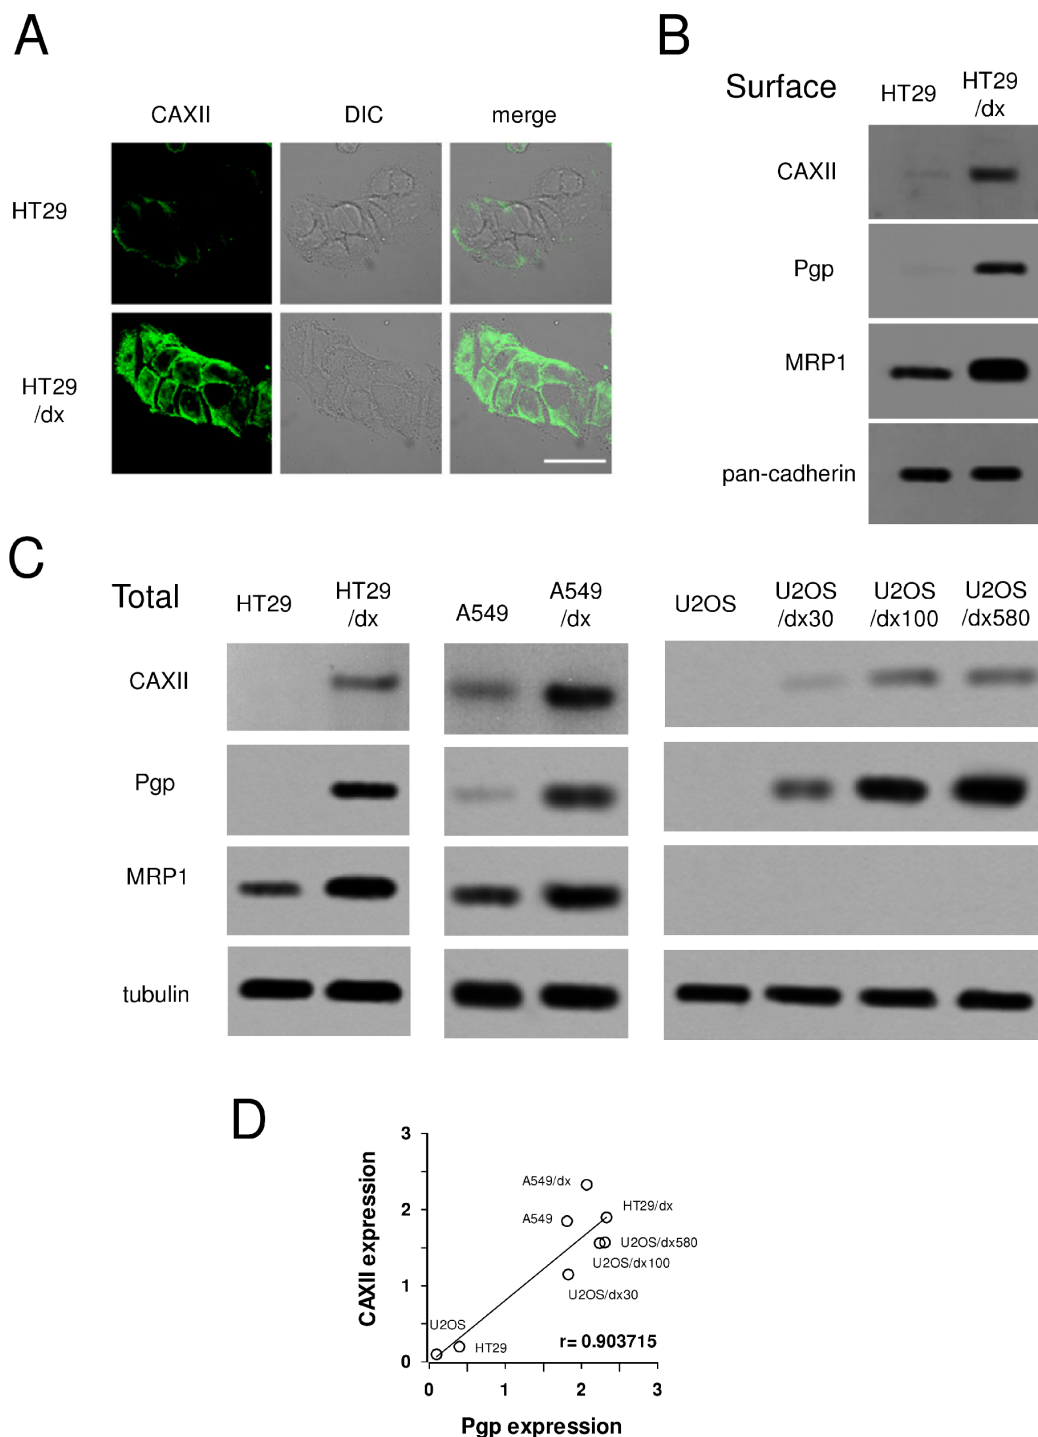 A
CAXII DIC merge
HT29
HT29
/dx
B
Surface HT29 HT29
/dx
CAXII
Pgp
MRP1
pan-cadherin
C
Total HT29 HT29
/dx
A549 A549
/dx
U2OS U2OS
/dx30
U2OS
/dx100
U2OS
/dx580
CAXII
Pgp
MRP1
tubulin
D
3
2
1
0
CAXII expression
A549/dx
HT29/dx
A549
U2OS/dx580
U2OS/dx100
U2OS/dx30
U2OS
HT29
r= 0.903715
0 1 2 3
Pgp expression